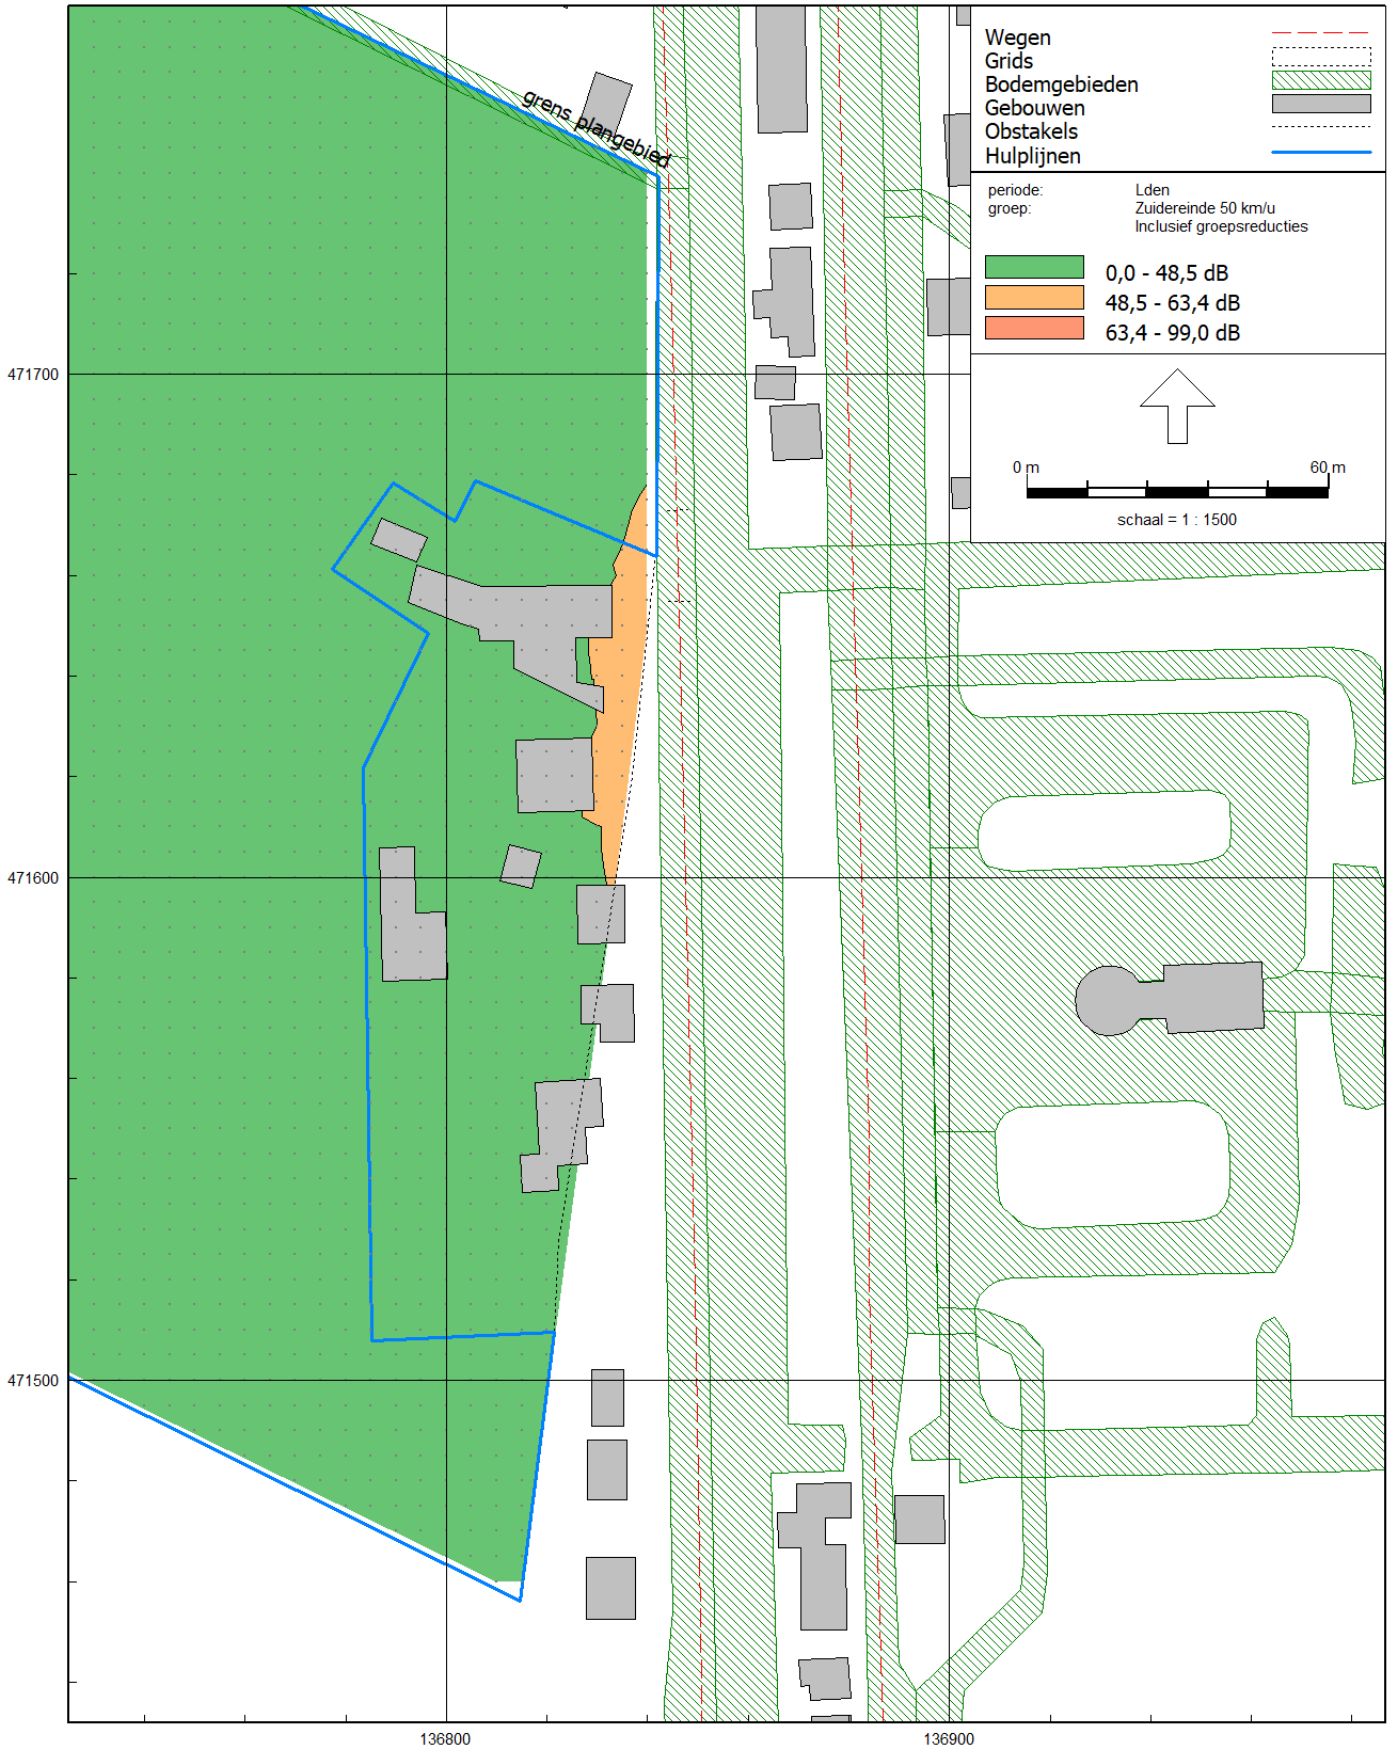 Wegen
Grids
Bodemgebieden
Gebouwen
Obstakels
Hulplijnen
periode: Lden
groep: Zuidereinde 50 km/u
Inclusief groepsreducties
0,0 - 48,5 dB
48,5 - 63,4 dB
63,4 - 99,0 dB
0 m 60 m
schaal = 1 : 1500
grens plangebied
471700
471600
471500
136800 136900